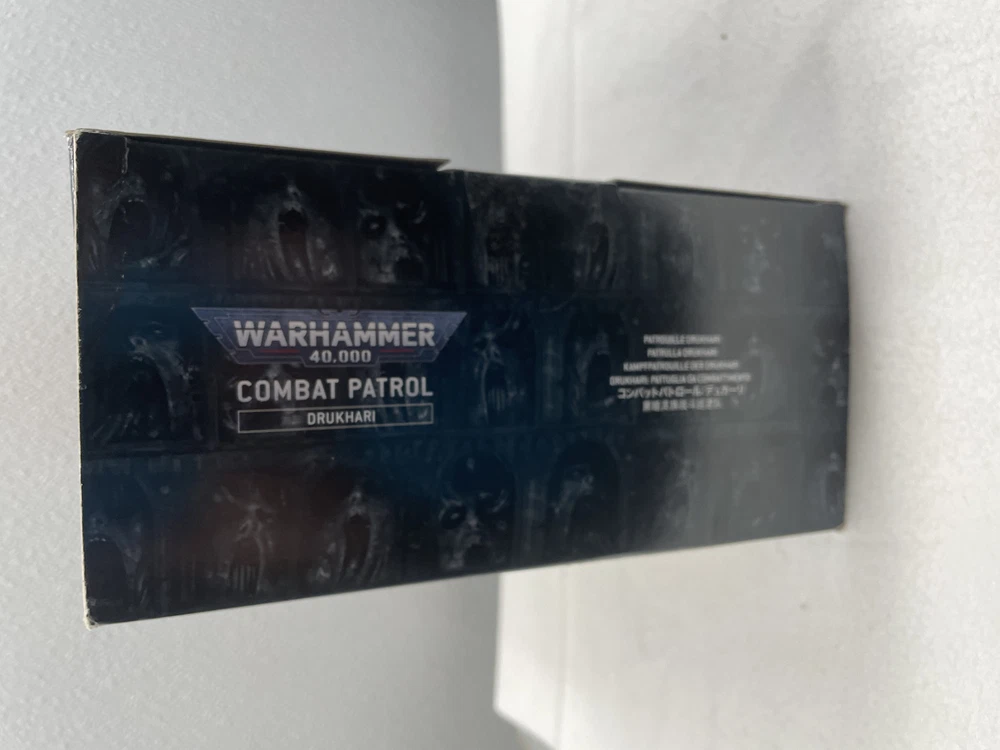 WARHAMMER
40,000
COMBAT PATROL
DRUKHARI
PATROUILLE DRUKHARI
PATRULLA DRUKHARI
KAMPFPATROUILLE DER DRUKHARI
DRUKHARI: PATTUGLIA DA COMBATTIMENTO
コンバットパトロール：デュカーリ